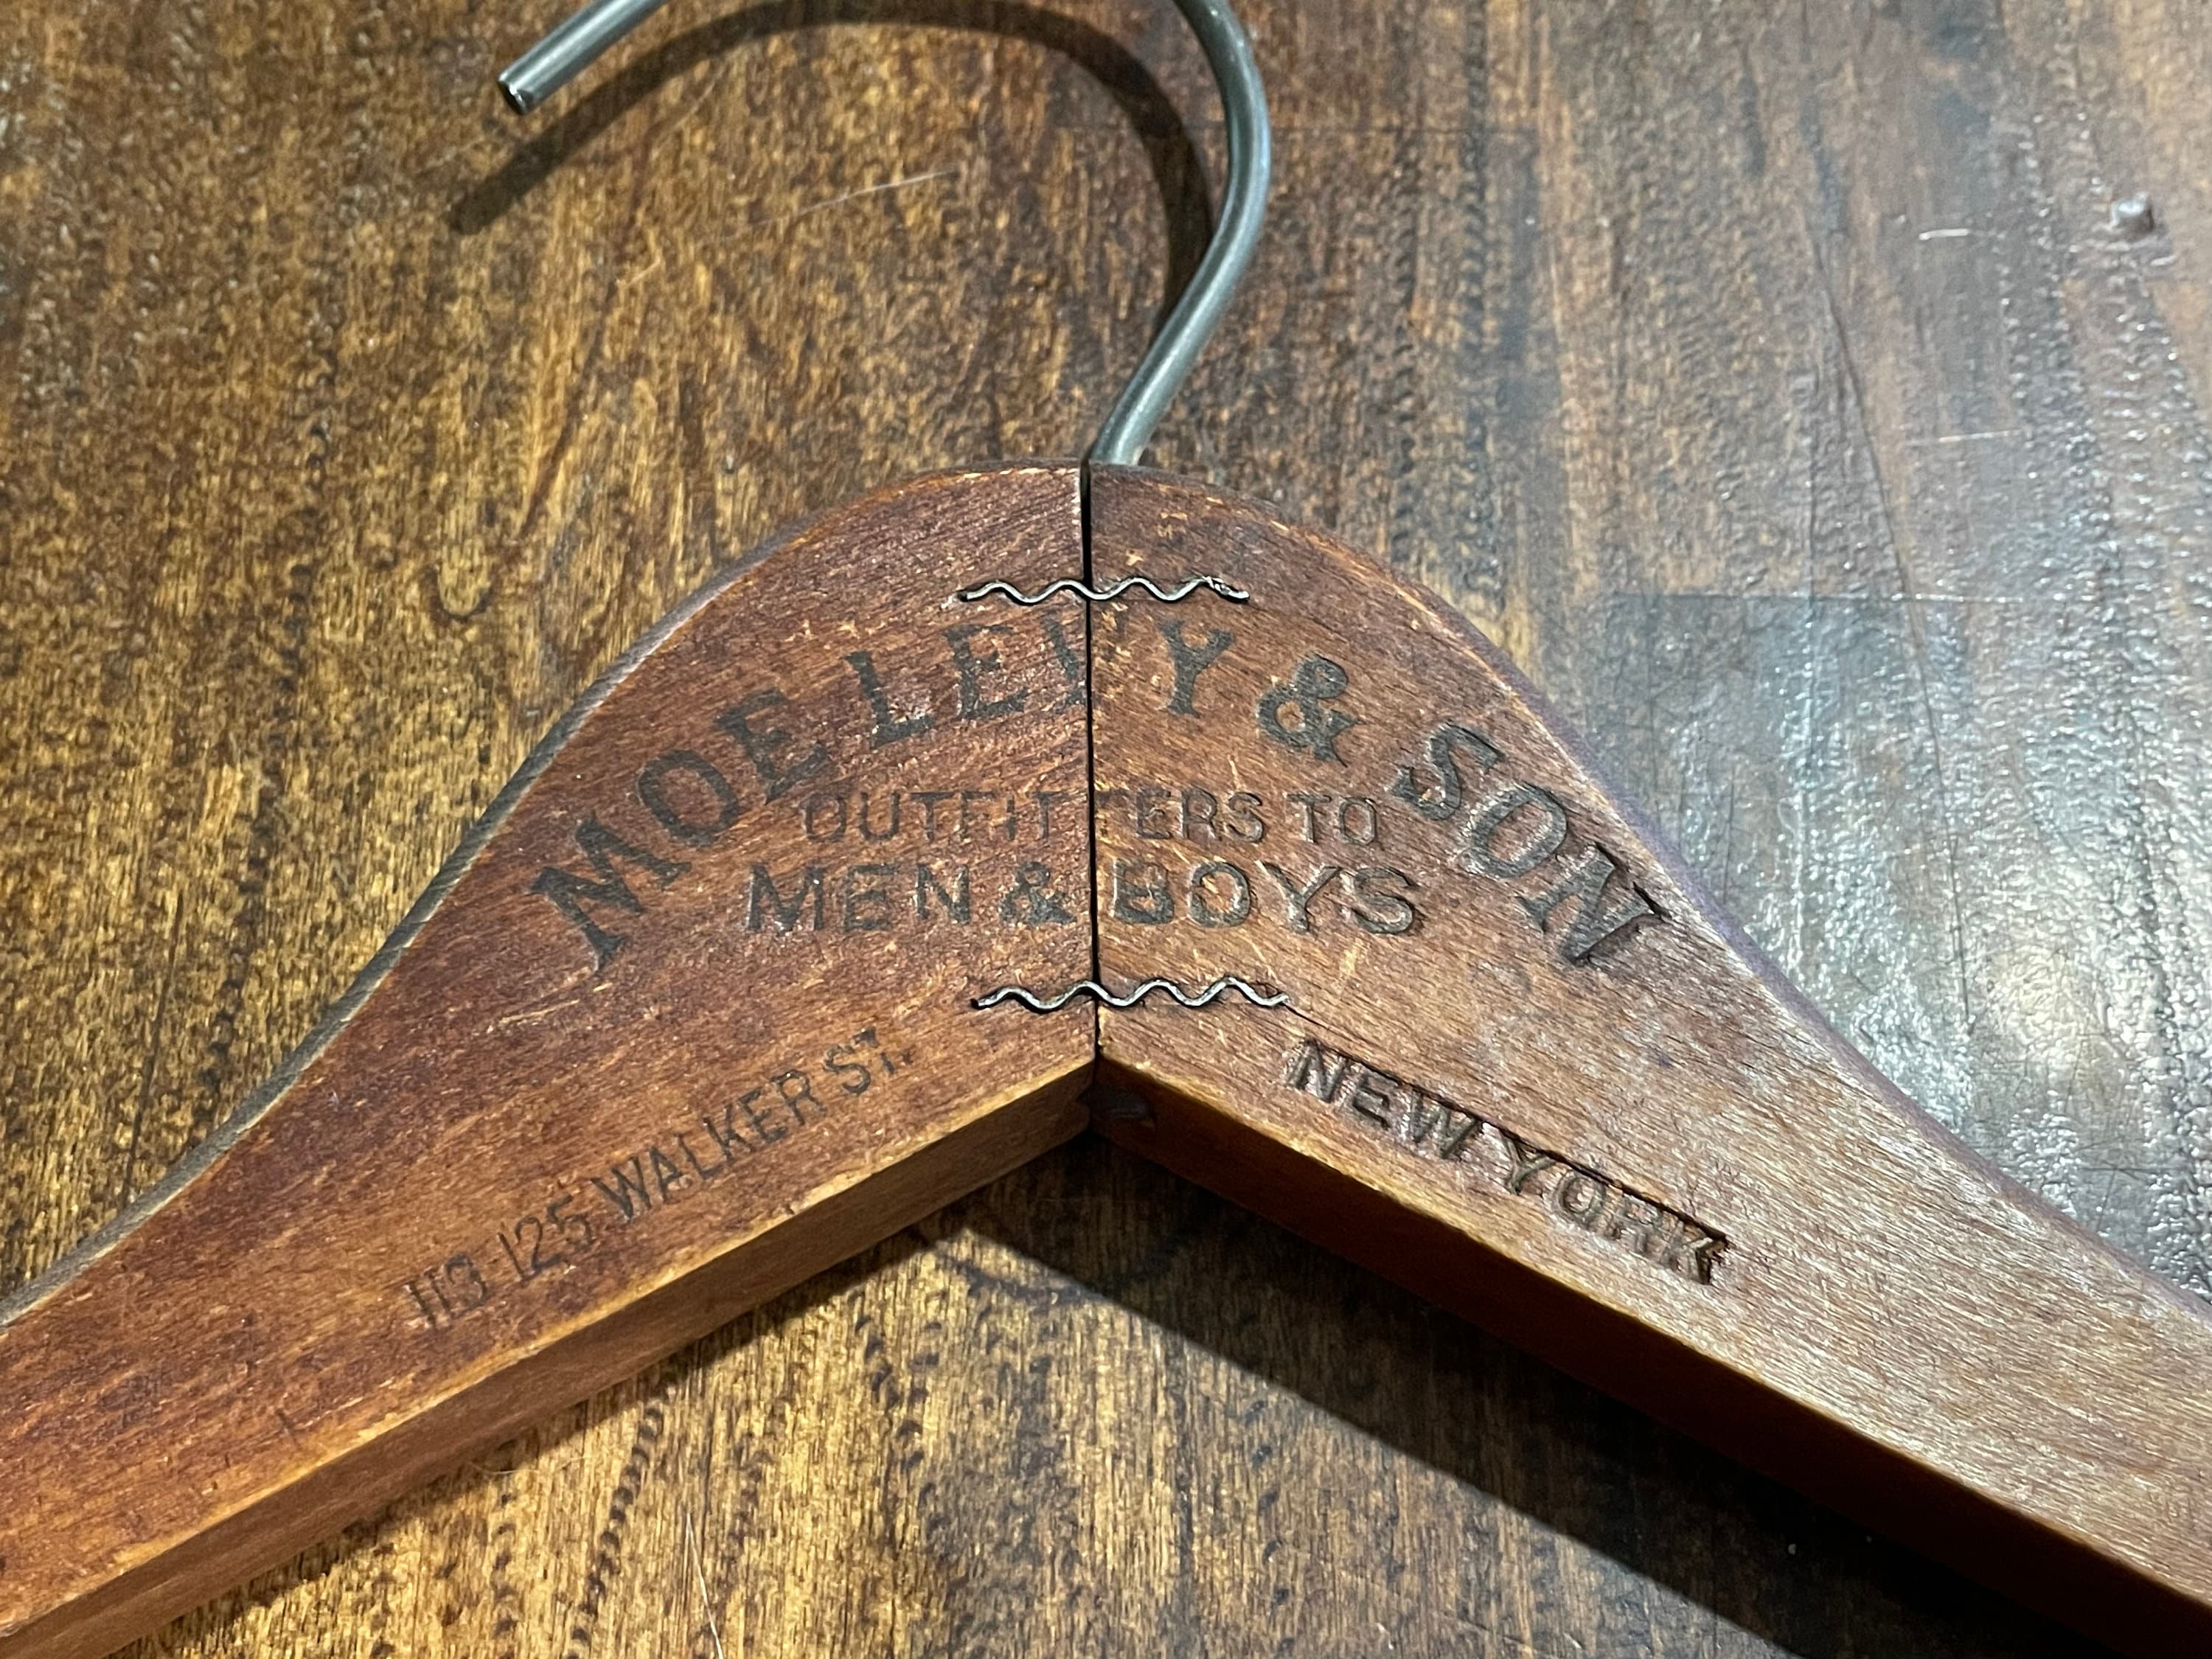 MOE LEVY & SON
OUTFITTERS TO
MEN & BOYS
119-125 WALKER ST.
NEW YORK